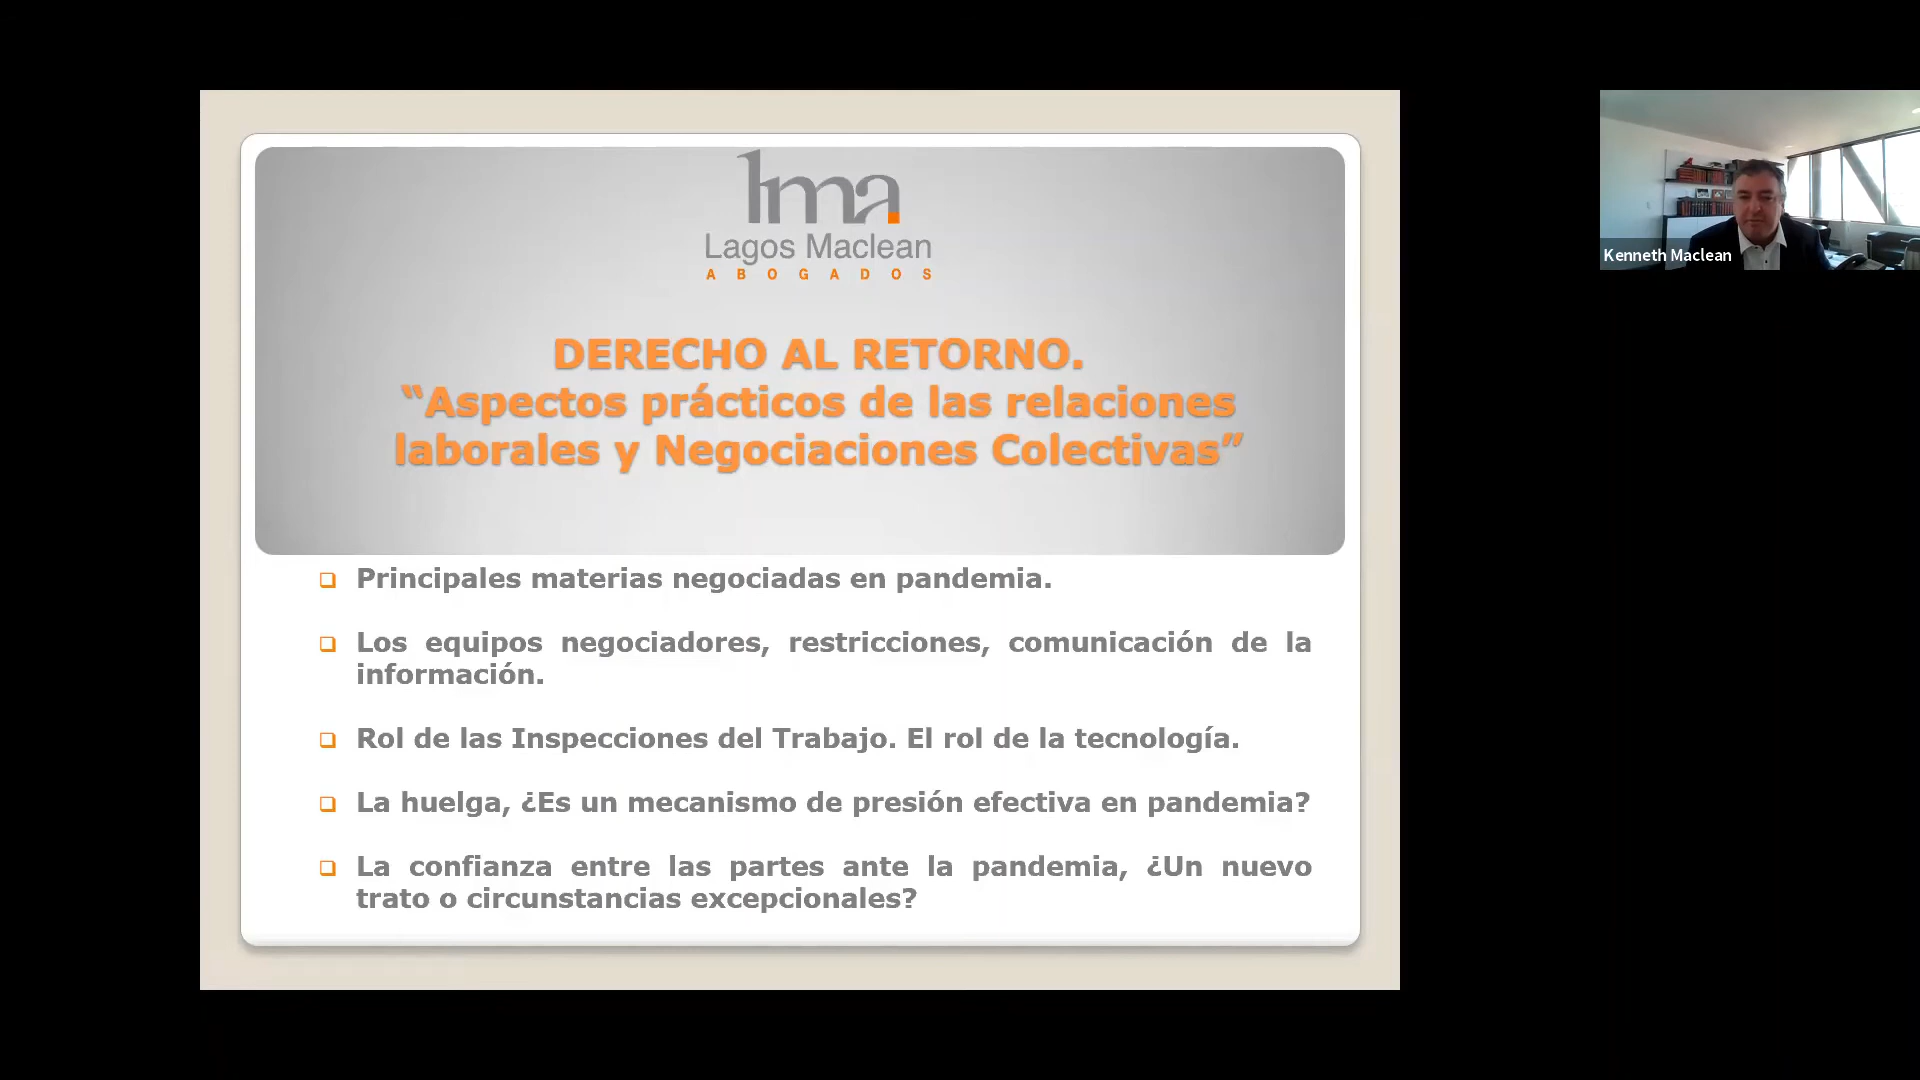 lma
Lagos Maclean
ABOGADOS
DERECHO AL RETORNO.
“Aspectos prácticos de las relaciones
laborales y Negociaciones Colectivas”
Principales materias negociadas en pandemia.
Los equipos negociadores, restricciones, comunicación de la
información.
Rol de las Inspecciones del Trabajo. El rol de la tecnología.
La huelga, ¿Es un mecanismo de presión efectiva en pandemia?
La confianza entre las partes ante la pandemia, ¿Un nuevo
trato o circunstancias excepcionales?
Kenneth Maclean